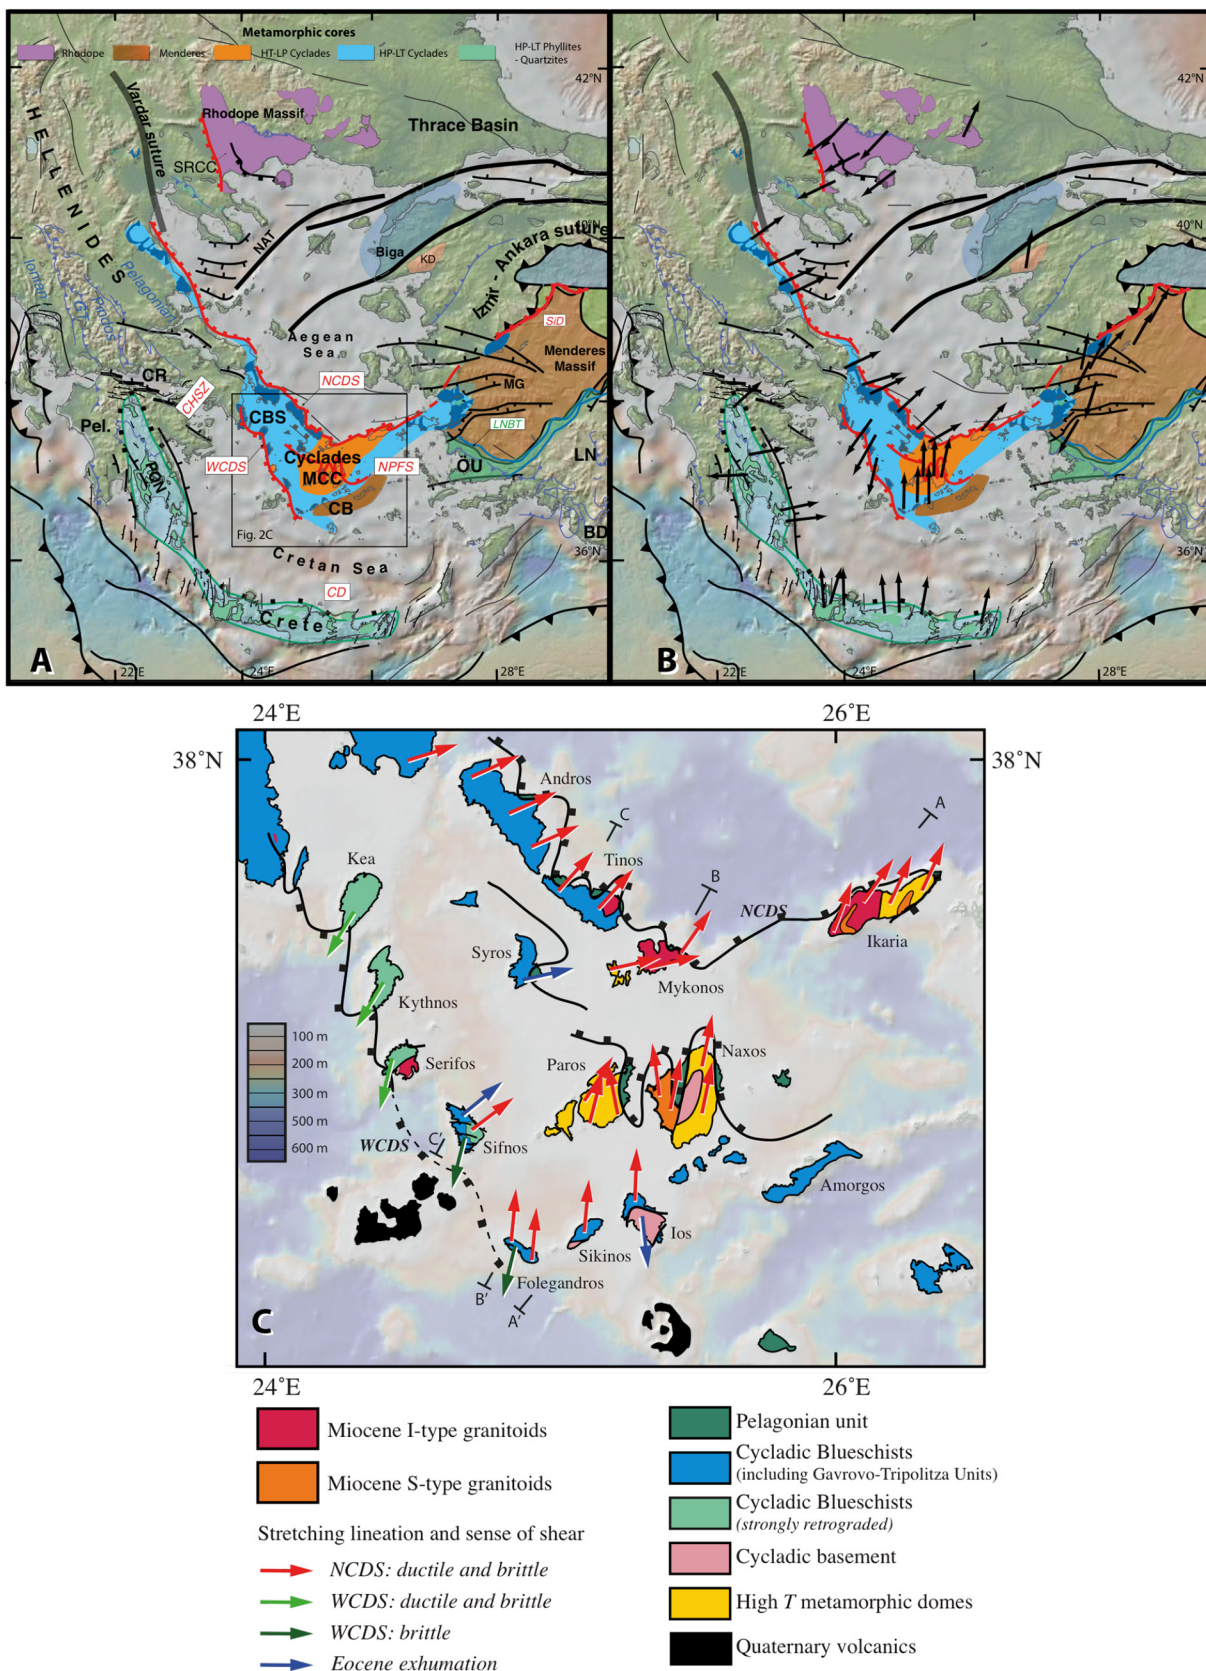 Metamorphic cores
Rhodope
Menderes
HT-LP Cyclades
HP-LT Cyclades
HP-LT Phyllites
- Quartzites
42°N
HELLENIDES
Vardar suture
Rhodope Massif
Thrace Basin
SRCC
NAT
40°N
Biga
KD
Izmir - Ankara suture
Ionian
GT
Pindos
Pelagonian
Aegean
Sea
SiD
Menderes
Massif
CR
CHSZ
NCDS
MG
Pel.
CBS
LNBT
WCDS
Cyclades
MCC
NPFS
ÖU
LN
PQN
CB
Fig. 2C
BD
36°N
Cretan Sea
CD
Crete
A
22°E
24°E
28°E
42°N
40°N
36°N
B
22°E
24°E
28°E
24°E
26°E
38°N
38°N
Andros
A
C
Kea
Tinos
B
NCDS
Ikaria
Syros
Mykonos
Kythnos
100 m
200 m
300 m
500 m
600 m
Serifos
Paros
Naxos
WCDS
C'
Sifnos
Amorgos
Ios
Sikinos
Folegandros
B'
A'
C
24°E
26°E
Miocene I-type granitoids
Miocene S-type granitoids
Stretching lineation and sense of shear
NCDS: ductile and brittle
WCDS: ductile and brittle
WCDS: brittle
Eocene exhumation
Pelagonian unit
Cycladic Blueschists
(including Gavrovo-Tripolitza Units)
Cycladic Blueschists
(strongly retrograded)
Cycladic basement
High T metamorphic domes
Quaternary volcanics